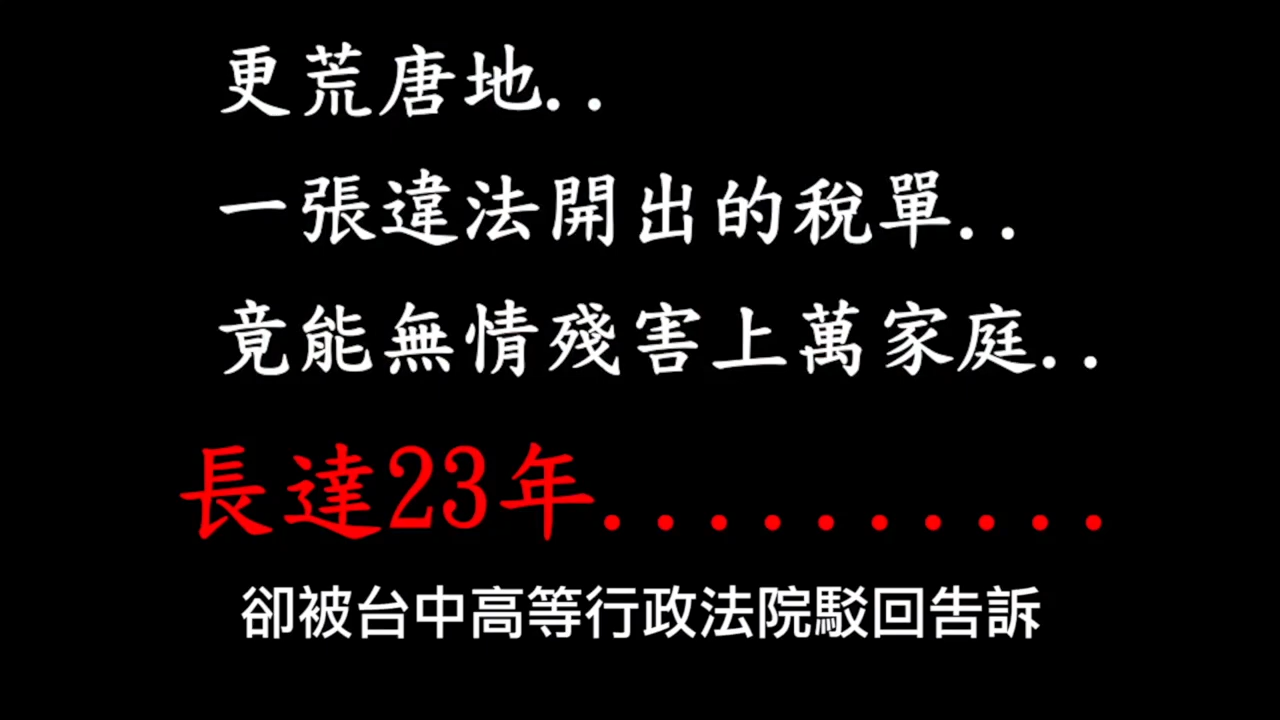 更荒唐地..
一張違法開出的稅單..
竟能無情殘害上萬家庭..
長達23年..........
卻被台中高等行政法院駁回告訴